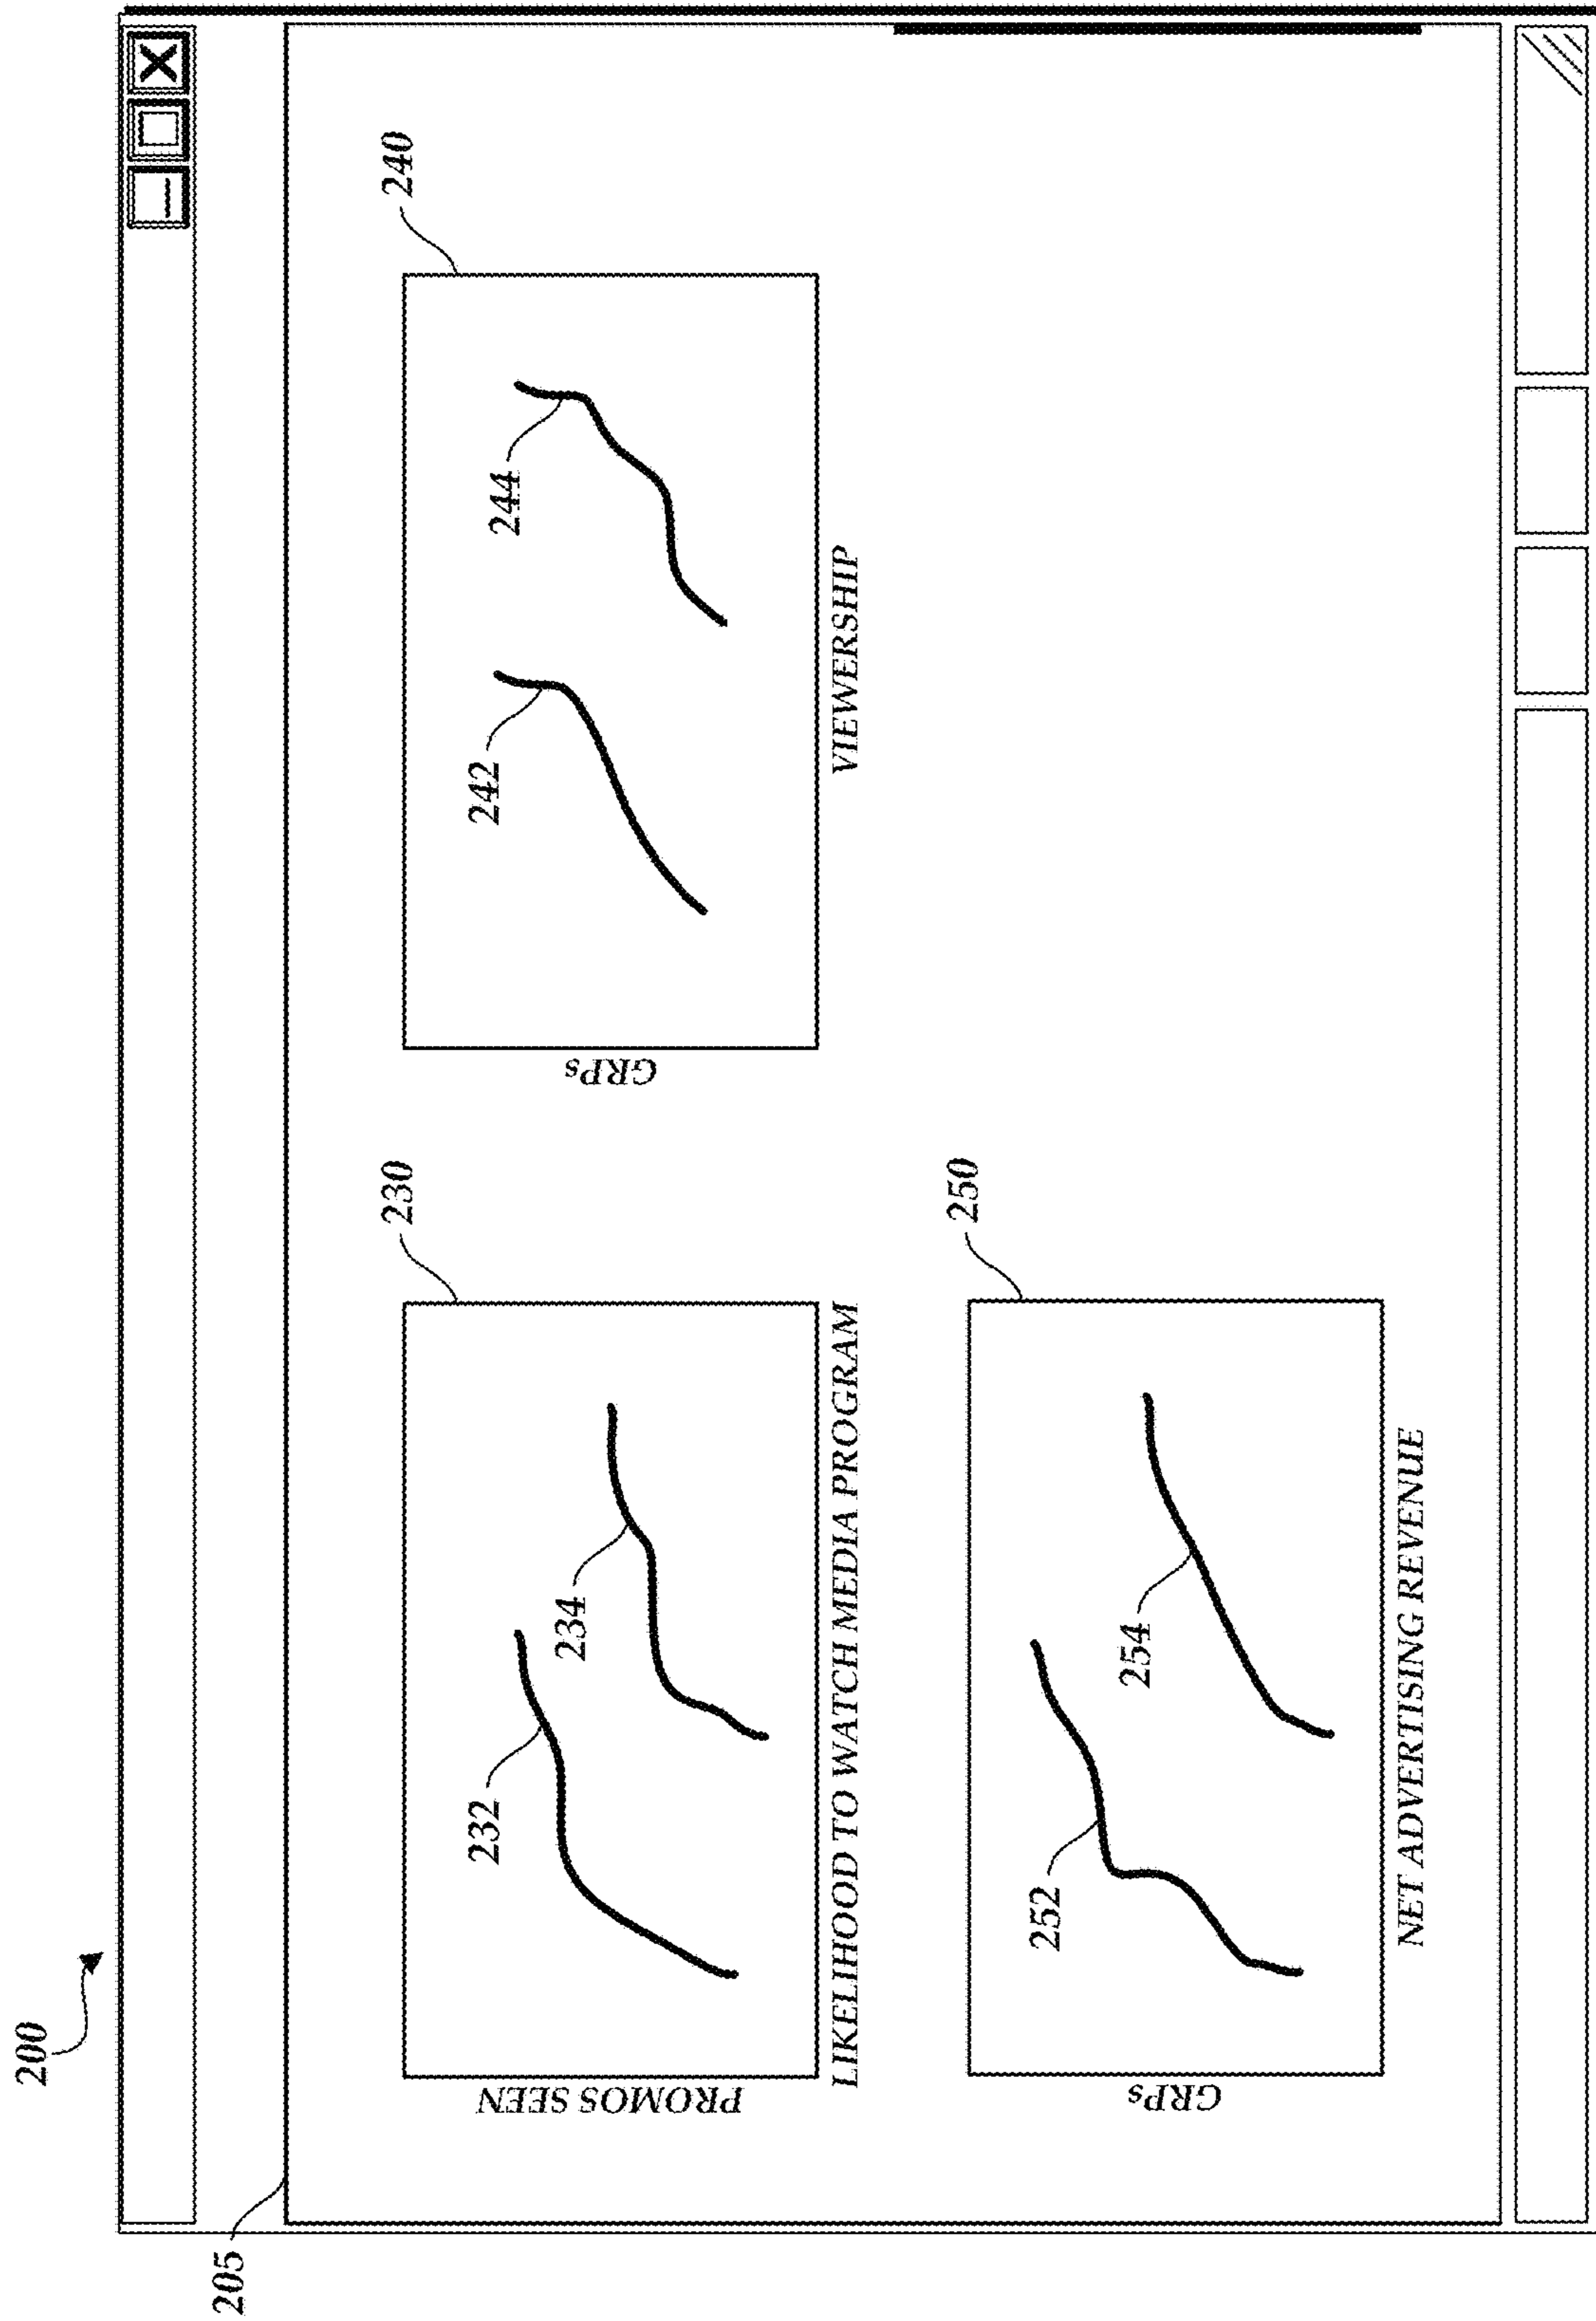 200
205
230
PROMOS SEEN
232
234
LIKELIHOOD TO WATCH MEDIA PROGRAM
240
GRPs
242
244
VIEWERSHIP
250
GRPs
252
254
NET ADVERTISING REVENUE